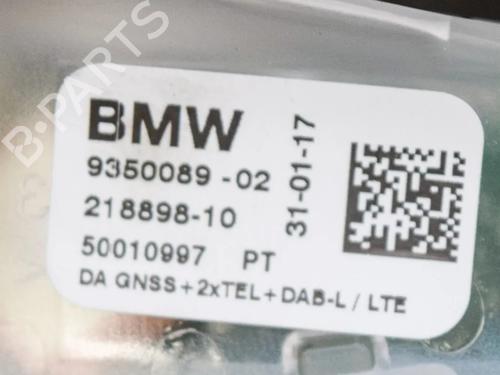 B-PARTS
BMW
9350089-02
218898-10
50010997 PT
DA GNSS+2xTEL+DAB-L / LTE
31-01-17